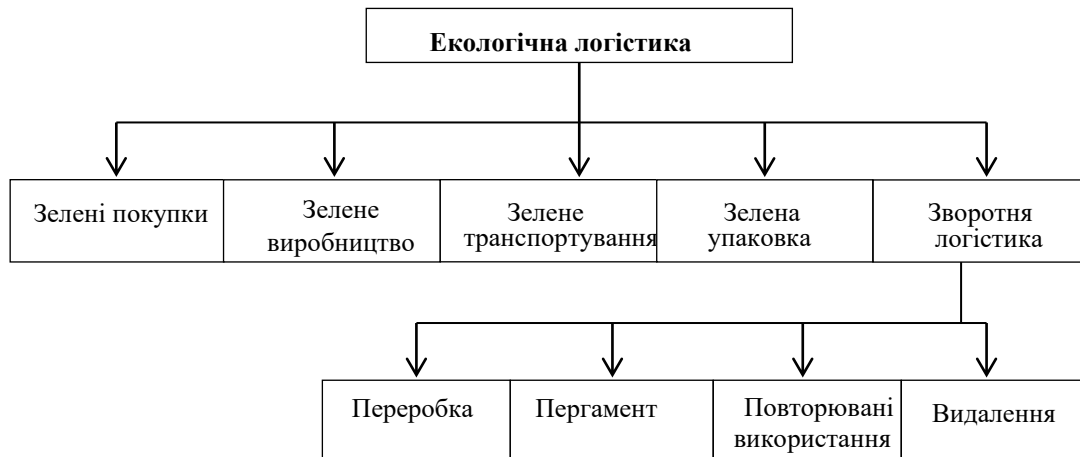 Екологічна логістика
Зелені покупки
Зелене
виробництво
Зелене
транспортування
Зелена
упаковка
Зворотня
логістика
Переробка
Пергамент
Повторювані
використання
Видалення